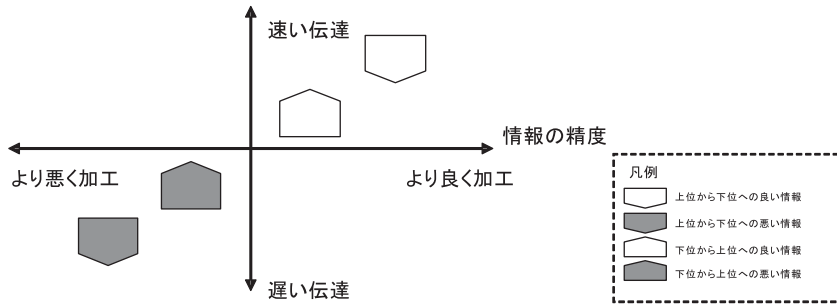 速い伝達
情報の精度
より悪く加工
より良く加工
遅い伝達
凡例
上位から下位への良い情報
上位から下位への悪い情報
下位から上位への良い情報
下位から上位への悪い情報